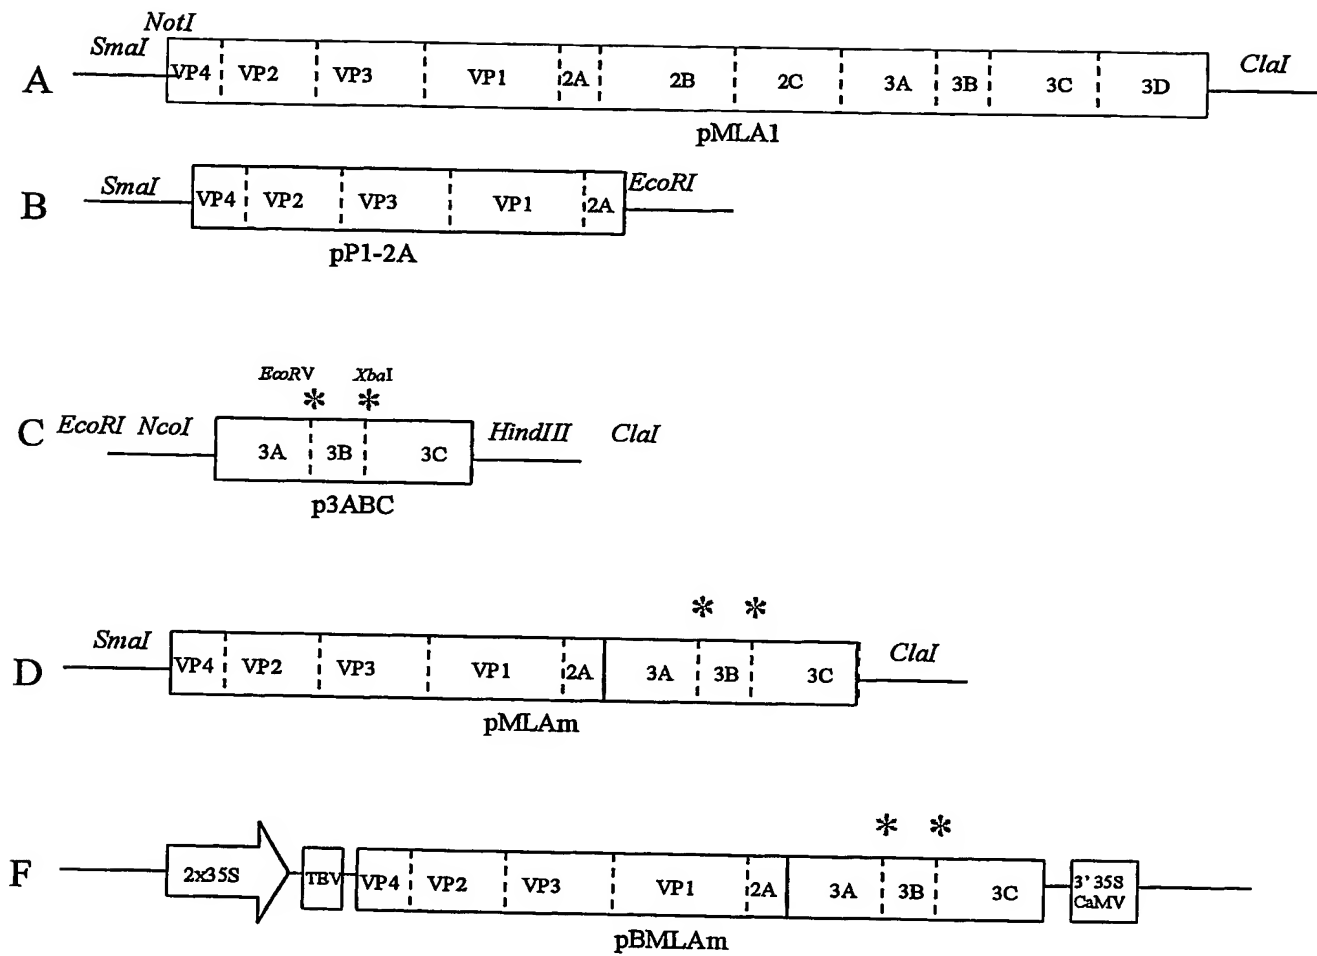 NotI
SmaI
A
VP4 VP2 VP3 VP1 2A 2B 2C 3A 3B 3C 3D
ClaI
pMLA1
B
SmaI
VP4 VP2 VP3 VP1 2A
EcoRI
pP1-2A
EcoRV XbaI
* *
C
EcoRI NcoI
3A 3B 3C
HindIII ClaI
p3ABC
* *
D
SmaI
VP4 VP2 VP3 VP1 2A 3A 3B 3C
ClaI
pMLAm
* *
F
2x35S TBV VP4 VP2 VP3 VP1 2A 3A 3B 3C 3' 35S
CaMV
pBMLAm